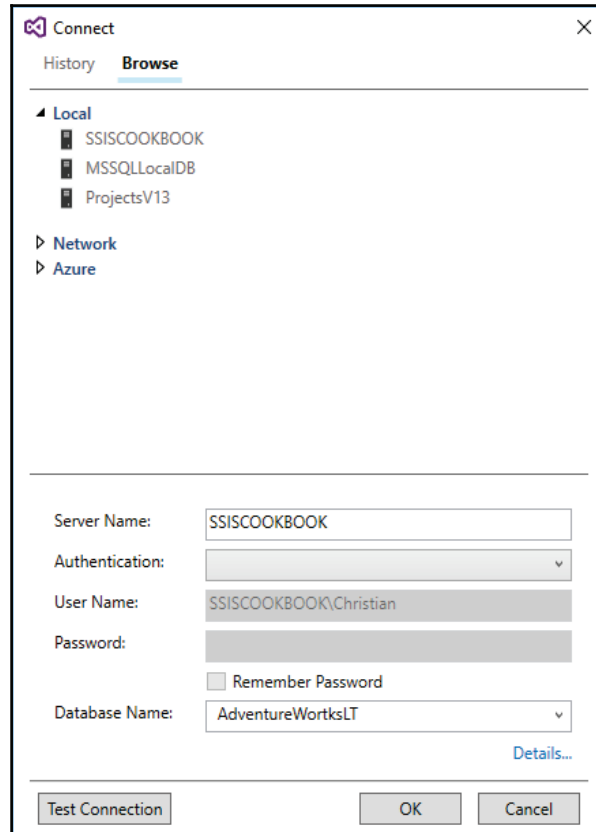 Connect
History Browse
Local
SSISCOOKBOOK
MSSQLLocalDB
ProjectsV13
Network
Azure
Server Name: SSISCOOKBOOK
Authentication:
User Name: SSISCOOKBOOK\Christian
Password:
Remember Password
Database Name: AdventureWortksLT
Details...
Test Connection OK Cancel